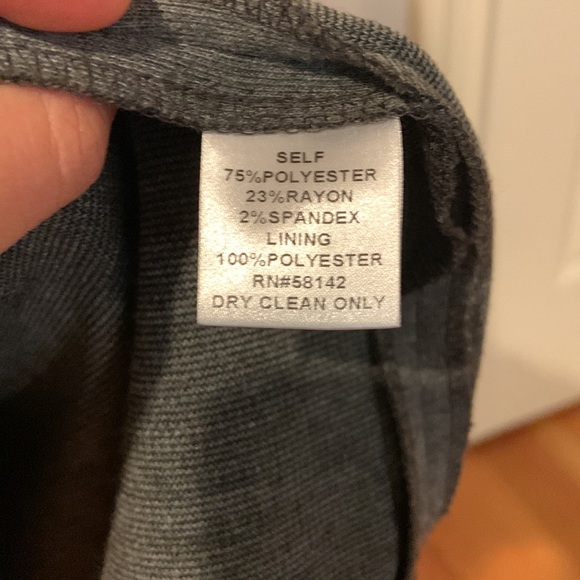 SELF
75%POLYESTER
23%RAYON
2%SPANDEX
LINING
100%POLYESTER
RN#58142
DRY CLEAN ONLY